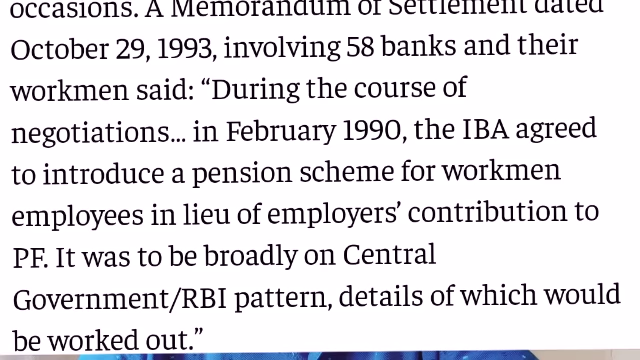 occasions. A Memorandum of Settlement dated
October 29, 1993, involving 58 banks and their
workmen said: “During the course of
negotiations... in February 1990, the IBA agreed
to introduce a pension scheme for workmen
employees in lieu of employers’ contribution to
PF. It was to be broadly on Central
Government/RBI pattern, details of which would
be worked out.”